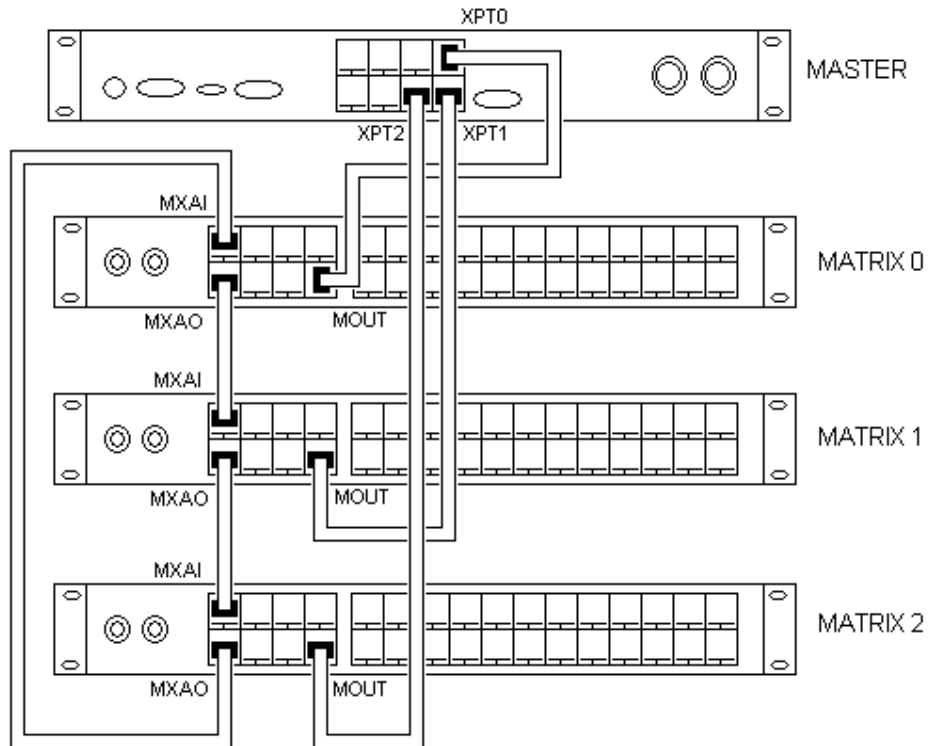 XPT0
MASTER
XPT2 XPT1
MXAI
MATRIX 0
MXAO MOUT
MXAI
MATRIX 1
MXAO MOUT
MXAI
MATRIX 2
MXAO MOUT